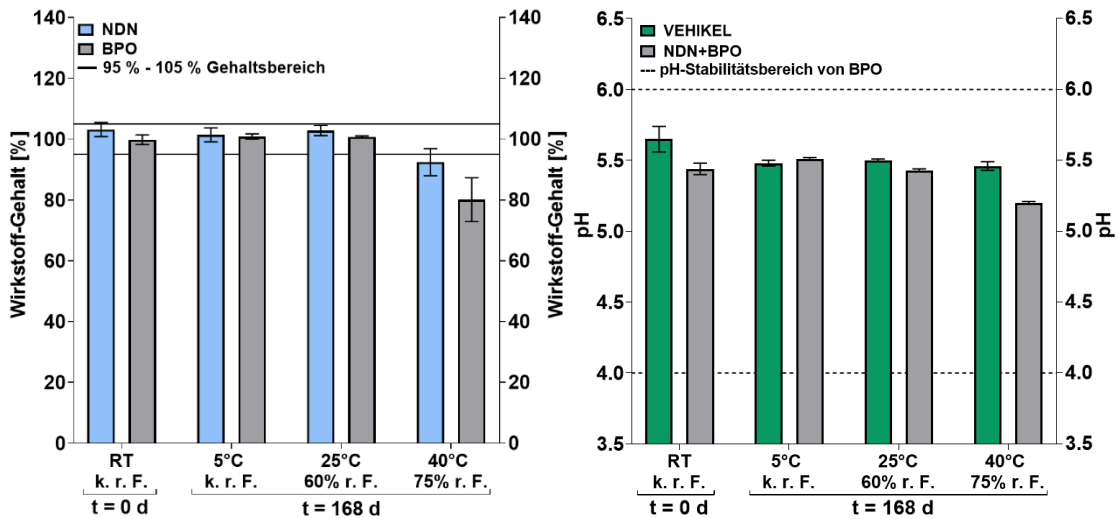 NDN
BPO
95 % - 105 % Gehaltsbereich
Wirkstoff-Gehalt [%]
140
120
100
80
60
40
20
0
140
120
100
80
60
40
20
0
Wirkstoff-Gehalt [%]
RT
k. r. F.
5°C
k. r. F.
25°C
60% r. F.
40°C
75% r. F.
t = 0 d
t = 168 d
VEHIKEL
NDN+BPO
pH-Stabilitätsbereich von BPO
pH
6.5
6.0
5.5
5.0
4.5
4.0
3.5
6.5
6.0
5.5
5.0
4.5
4.0
3.5
pH
RT
k. r. F.
5°C
k. r. F.
25°C
60% r. F.
40°C
75% r. F.
t = 0 d
t = 168 d